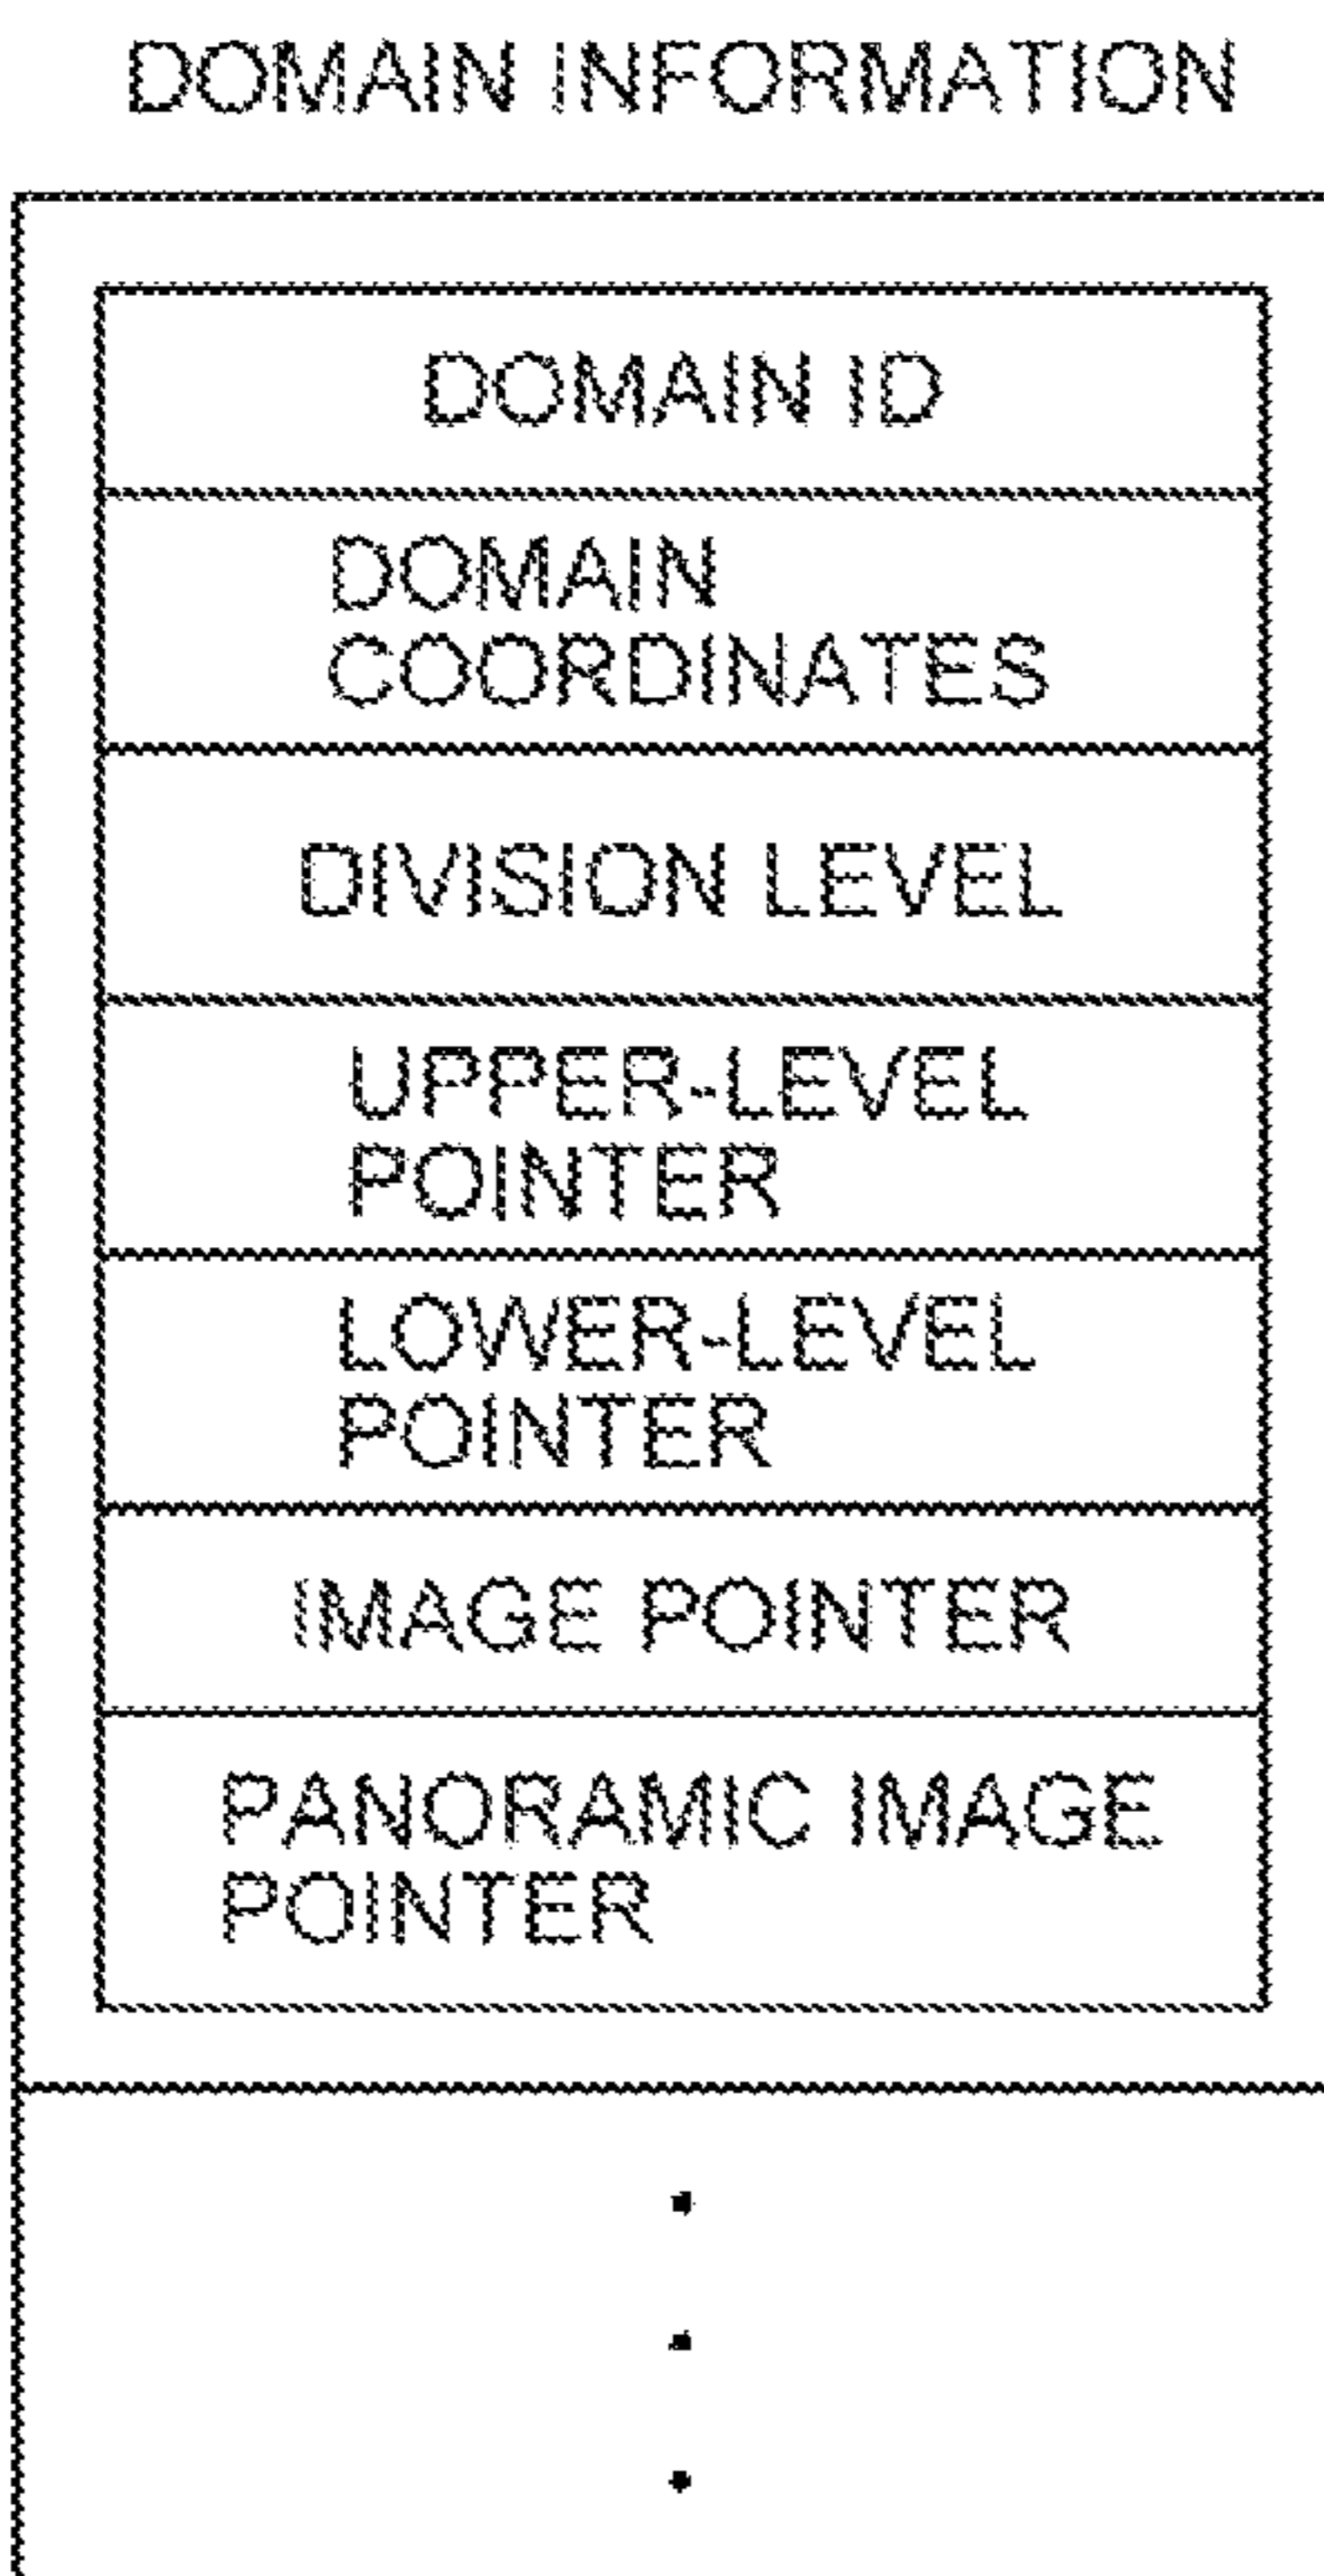 DOMAIN INFORMATION
DOMAIN ID
DOMAIN
COORDINATES
DIVISION LEVEL
UPPER-LEVEL
POINTER
LOWER-LEVEL
POINTER
IMAGE POINTER
PANORAMIC IMAGE
POINTER